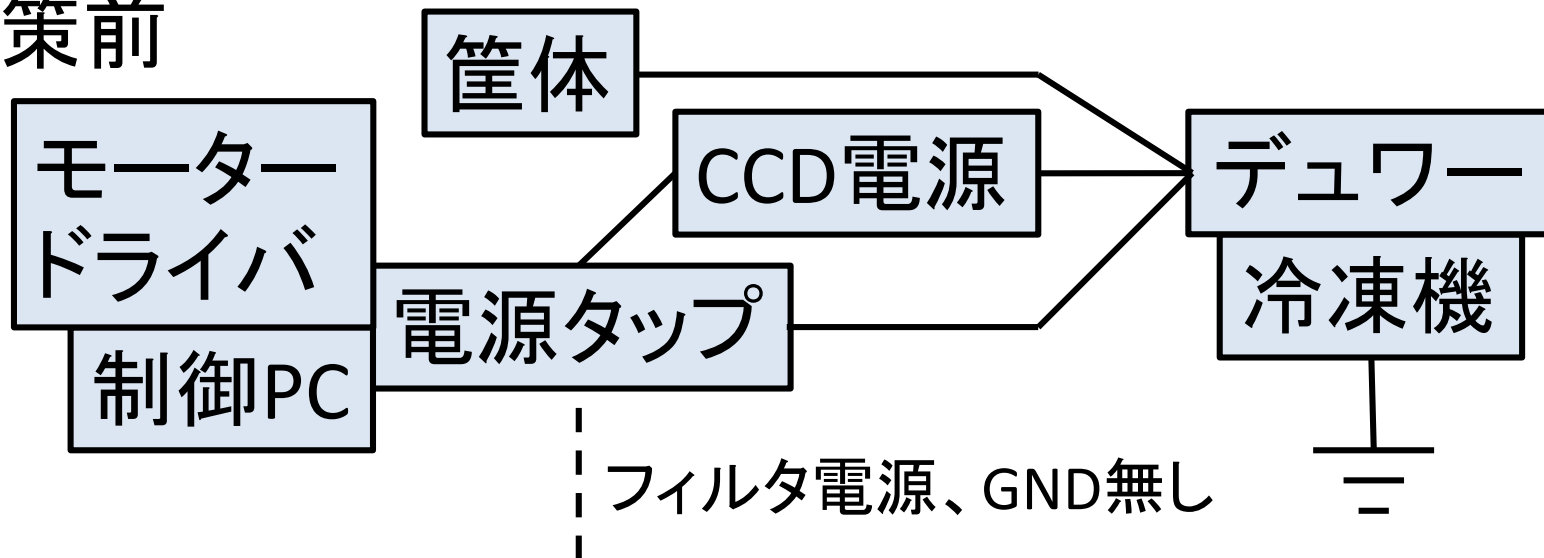 策前
筐体
モーター
ドライバ
CCD電源
デュワー
電源タップ
冷凍機
制御PC
フィルタ電源、GND無し